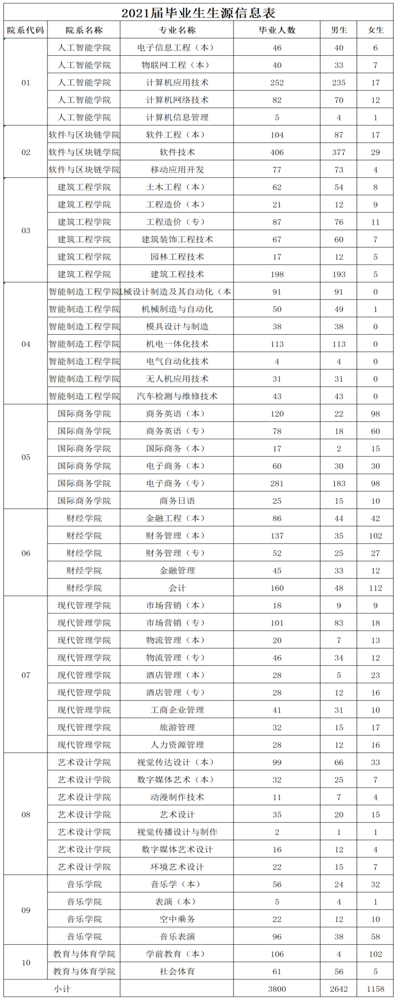 2021届毕业生生源信息表
院系代码 院系名称 专业名称 毕业人数 男生 女生
01
人工智能学院 电子信息工程（本） 46 40 6
人工智能学院 物联网工程（本） 40 33 7
人工智能学院 计算机应用技术 252 235 17
人工智能学院 计算机网络技术 82 70 12
人工智能学院 计算机信息管理 5 4 1
02
软件与区块链学院 软件工程（本） 104 87 17
软件与区块链学院 软件技术 406 377 29
软件与区块链学院 移动应用开发 77 73 4
03
建筑工程学院 土木工程（本） 62 54 8
建筑工程学院 工程造价（本） 21 12 9
建筑工程学院 工程造价（专） 87 76 11
建筑工程学院 建筑装饰工程技术 67 60 7
建筑工程学院 园林工程技术 17 12 5
建筑工程学院 建筑工程技术 198 193 5
04
智能制造工程学院 机械设计制造及其自动化（本） 91 91 0
智能制造工程学院 机械制造与自动化 50 49 1
智能制造工程学院 模具设计与制造 38 38 0
智能制造工程学院 机电一体化技术 113 113 0
智能制造工程学院 电气自动化技术 4 4 0
智能制造工程学院 无人机应用技术 31 31 0
智能制造工程学院 汽车检测与维修技术 43 43 0
05
国际商务学院 商务英语（本） 120 22 98
国际商务学院 商务英语（专） 78 18 60
国际商务学院 国际商务（本） 17 2 15
国际商务学院 电子商务（本） 60 30 30
国际商务学院 电子商务（专） 281 183 98
国际商务学院 商务日语 25 15 10
06
财经学院 金融工程（本） 86 44 42
财经学院 财务管理（本） 137 35 102
财经学院 财务管理（专） 52 25 27
财经学院 金融管理 45 33 12
财经学院 会计 160 48 112
07
现代管理学院 市场营销（本） 18 9 9
现代管理学院 市场营销（专） 101 83 18
现代管理学院 物流管理（本） 20 7 13
现代管理学院 物流管理（专） 46 34 12
现代管理学院 酒店管理（本） 28 5 23
现代管理学院 酒店管理（专） 28 12 16
现代管理学院 工商企业管理 41 31 10
现代管理学院 旅游管理 32 15 17
现代管理学院 人力资源管理 28 12 16
08
艺术设计学院 视觉传达设计（本） 99 66 33
艺术设计学院 数字媒体艺术（本） 32 25 7
艺术设计学院 动漫制作技术 11 7 4
艺术设计学院 艺术设计 35 20 15
艺术设计学院 视觉传播设计与制作 2 1 1
艺术设计学院 数字媒体艺术设计 16 12 4
艺术设计学院 环境艺术设计 22 15 7
09
音乐学院 音乐学（本） 56 24 32
音乐学院 表演（本） 5 4 1
音乐学院 空中乘务 22 12 10
音乐学院 音乐表演 96 38 58
10
教育与体育学院 学前教育（本） 106 4 102
教育与体育学院 社会体育 61 56 5
小计 3800 2642 1158